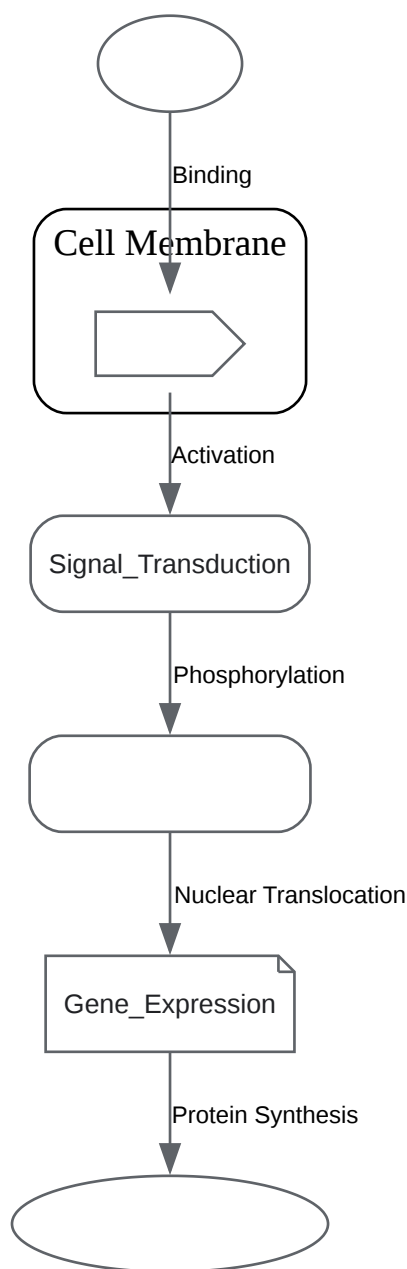 Binding
Cell Membrane
Activation
Signal_Transduction
Phosphorylation
Nuclear Translocation
Gene_Expression
Protein Synthesis